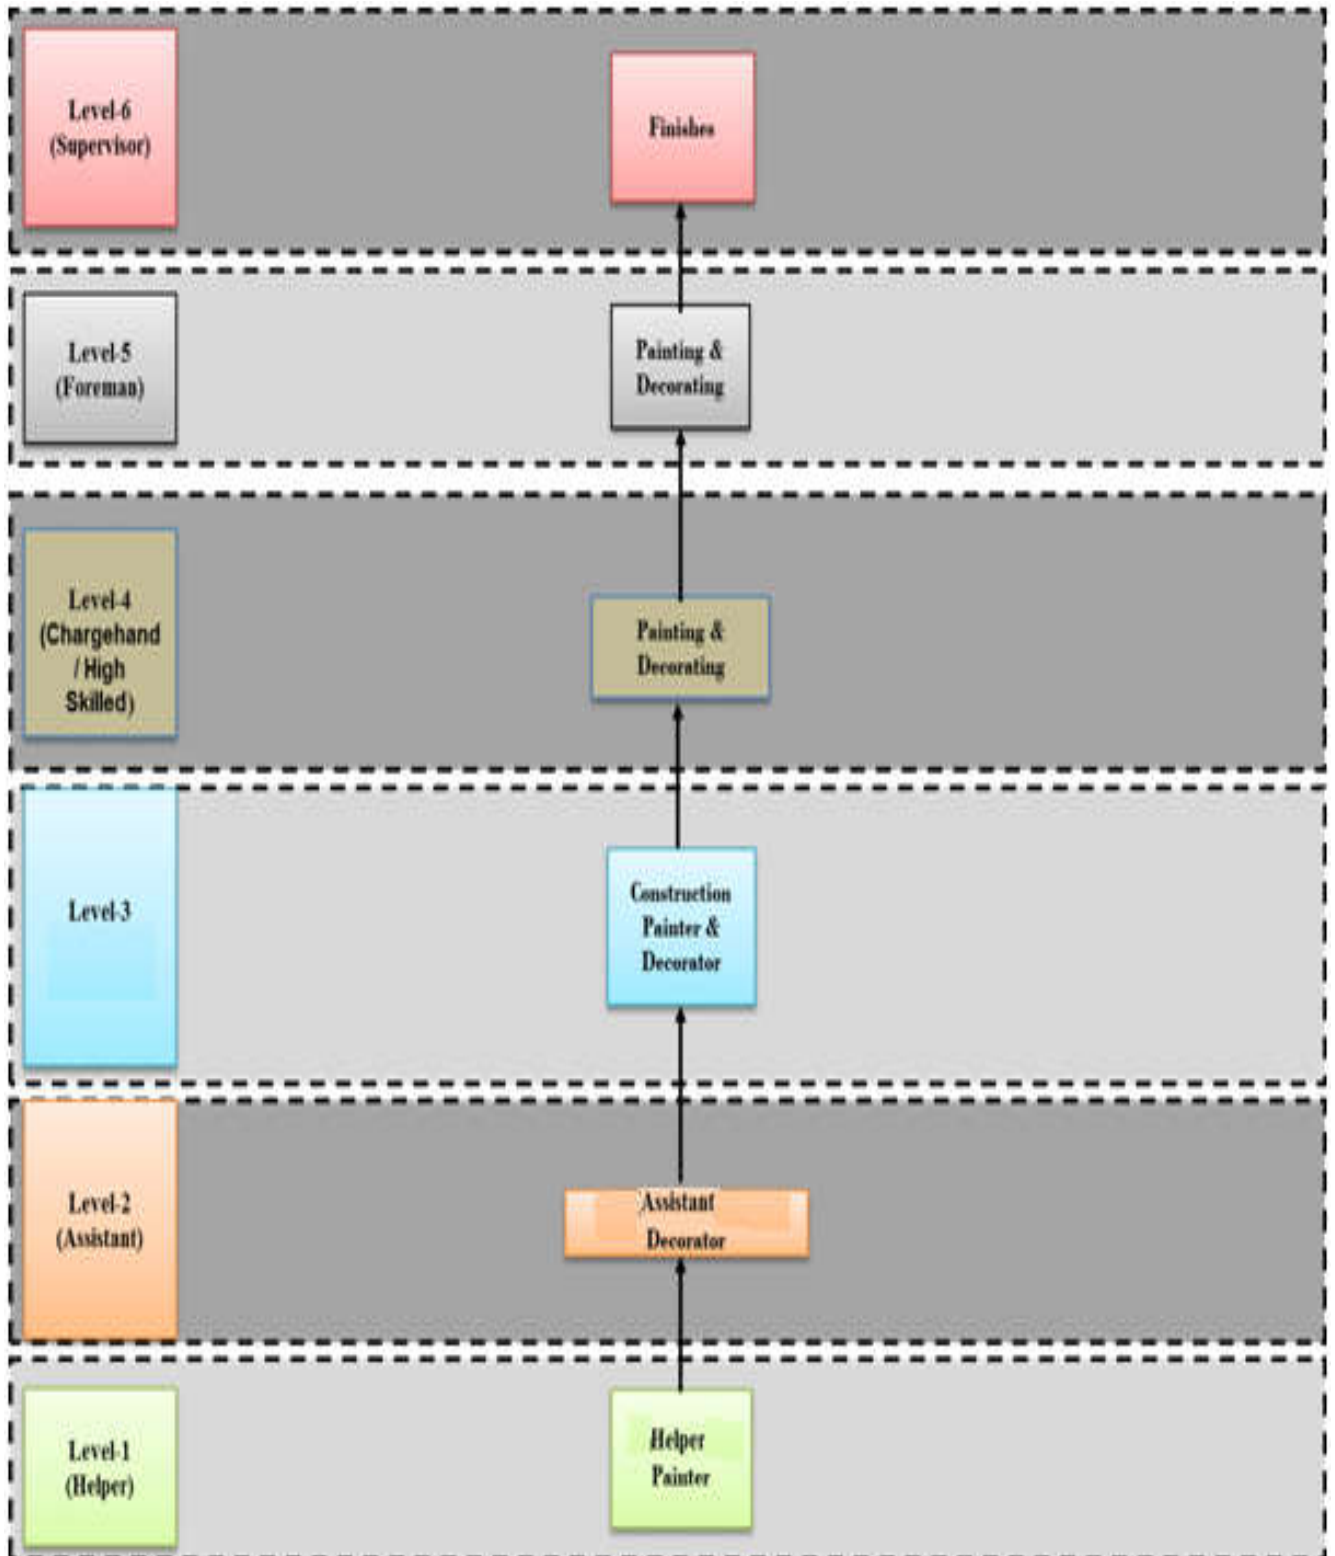 Level-6
(Supervisor)
Finishes
Level-5
(Foreman)
Painting &
Decorating
Level-4
(Chargehand
/ High
Skilled)
Painting &
Decorating
Level-3
Construction
Painter &
Decorator
Level-2
(Assistant)
Assistant
Decorator
Level-1
(Helper)
Helper
Painter